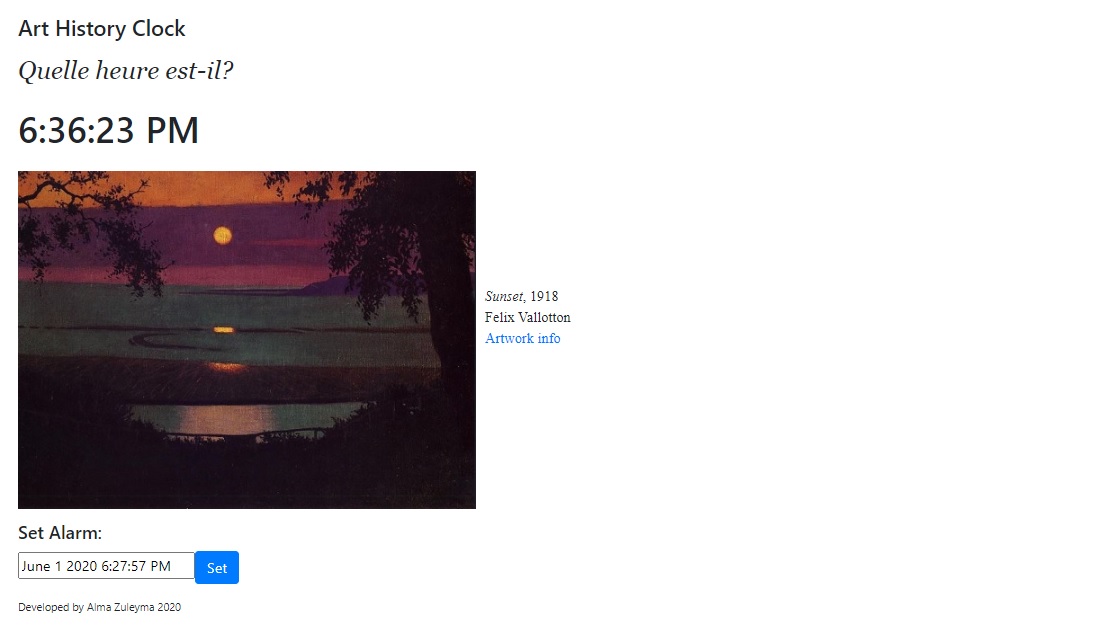 Art History Clock
Quelle heure est-il?
6:36:23 PM
Sunset, 1918
Felix Vallotton
Artwork info
Set Alarm:
June 1 2020 6:27:57 PM
Set
Developed by Alma Zuleyma 2020